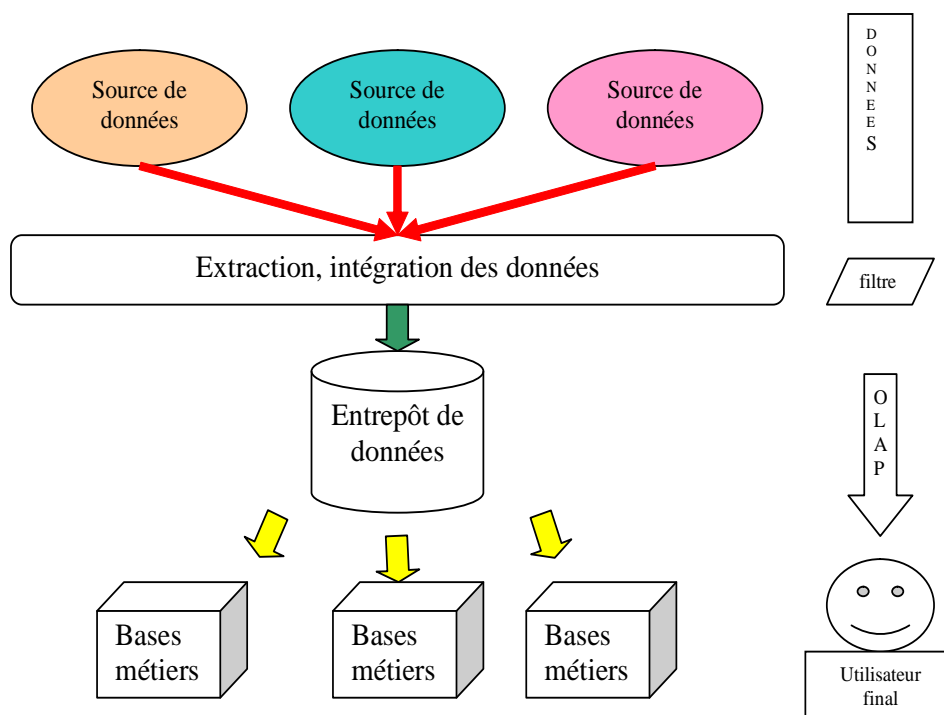 Source de
données
Source de
données
Source de
données
D
O
N
N
E
E
S
Extraction, intégration des données
filtre
Entrepôt de
données
O
L
A
P
Bases
métiers
Bases
métiers
Bases
métiers
Utilisateur
final